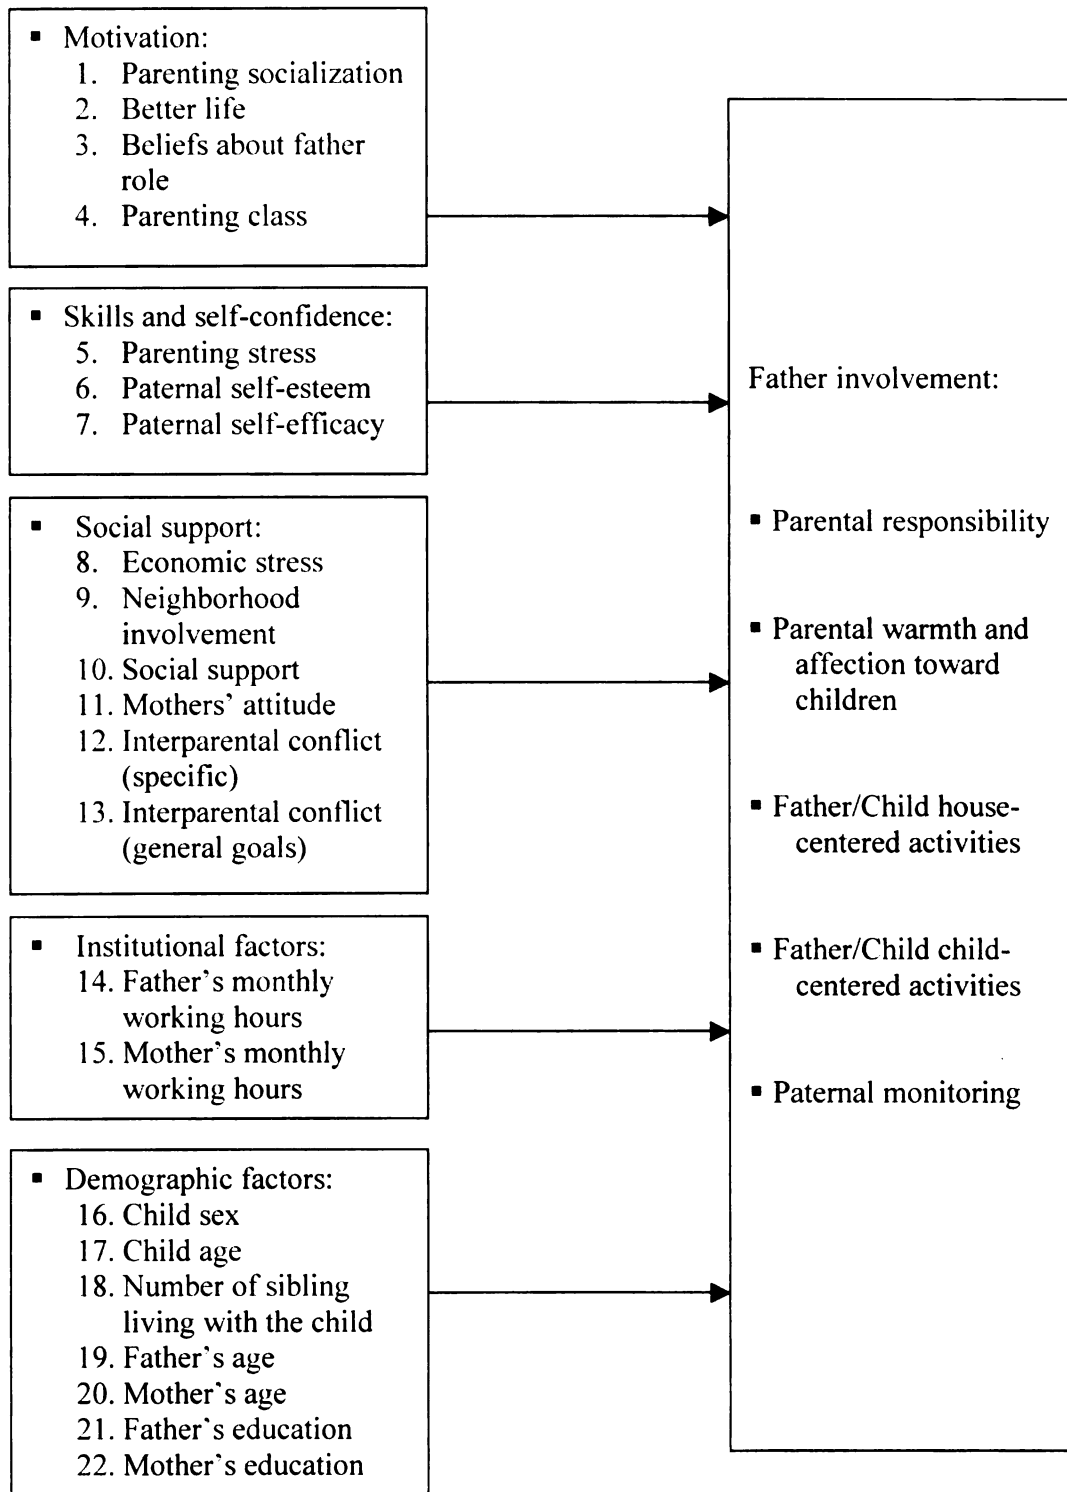 ▪ Motivation:
1. Parenting socialization
2. Better life
3. Beliefs about father
role
4. Parenting class
▪ Skills and self-confidence:
5. Parenting stress
6. Paternal self-esteem
7. Paternal self-efficacy
▪ Social support:
8. Economic stress
9. Neighborhood
involvement
10. Social support
11. Mothers' attitude
12. Interparental conflict
(specific)
13. Interparental conflict
(general goals)
▪ Institutional factors:
14. Father's monthly
working hours
15. Mother's monthly
working hours
▪ Demographic factors:
16. Child sex
17. Child age
18. Number of sibling
living with the child
19. Father's age
20. Mother's age
21. Father's education
22. Mother's education
Father involvement:
▪ Parental responsibility
▪ Parental warmth and
affection toward
children
▪ Father/Child house-
centered activities
▪ Father/Child child-
centered activities
▪ Paternal monitoring